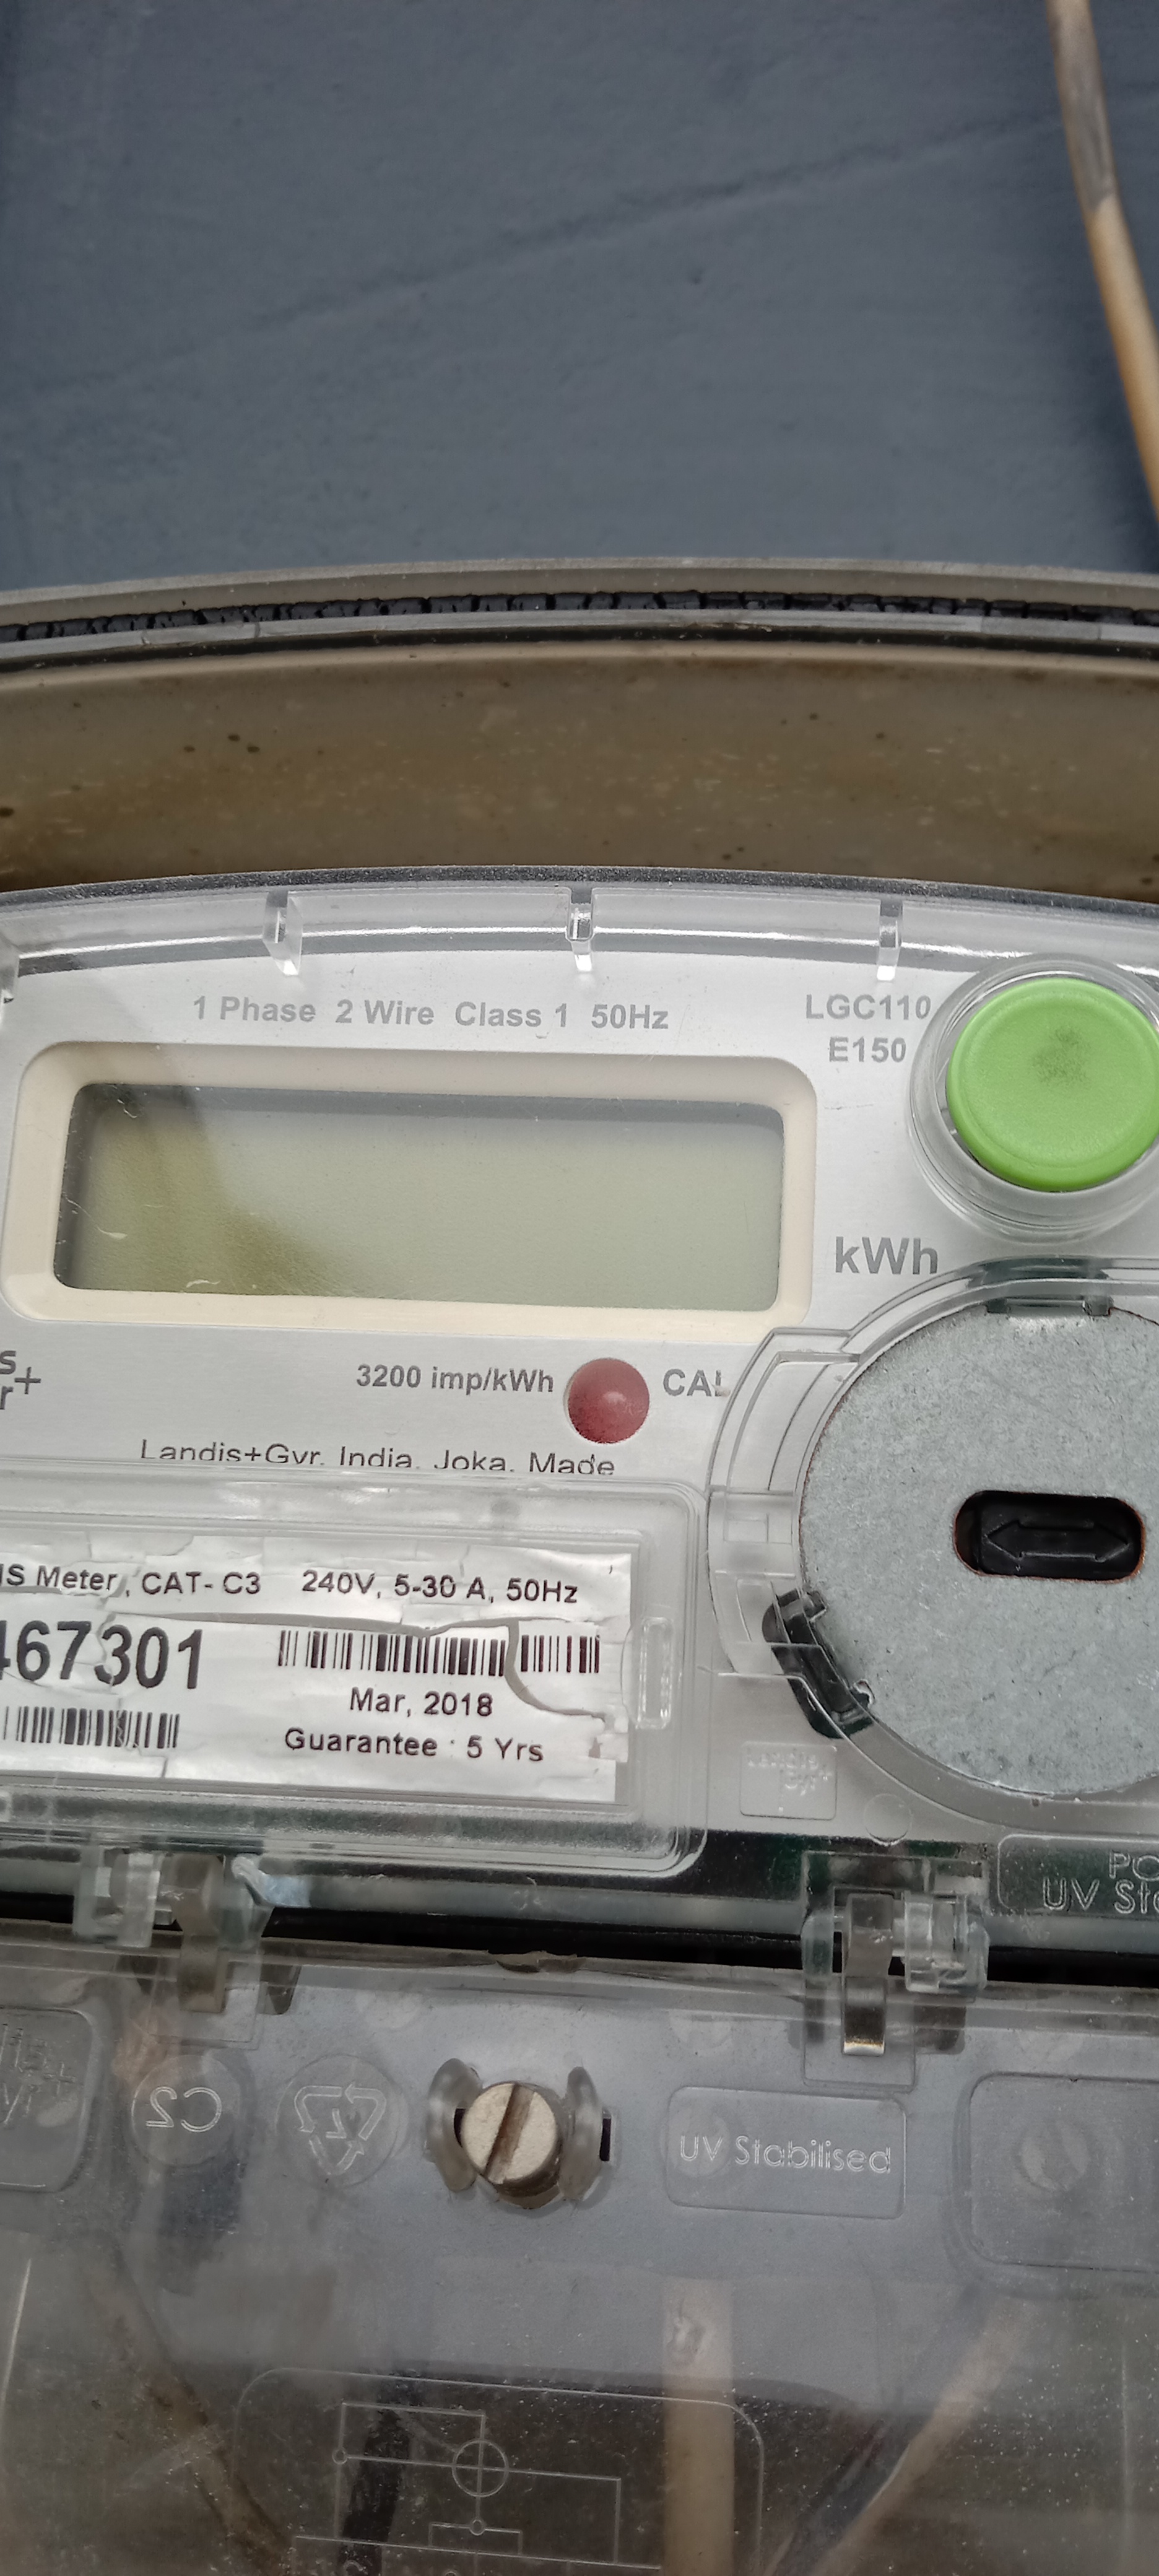 1 Phase 2 Wire Class 1 50Hz
LGC110
E150
kWh
3200 imp/kWh
CAL
Landis+Gyr. India. Joka. Made
Meter, CAT- C3 240V, 5-30 A, 50Hz
467301
Mar, 2018
Guarantee : 5 Yrs
UV
C2
UV Stabilised